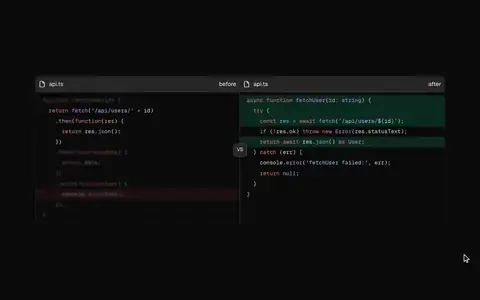 api.ts
before
return fetch('/api/users/' + id)
.then(function(res) {
return res.json();
})
});
}
VS
api.ts
after
async function fetchUser(id: string) {
try {
const res = await fetch(`/api/users/${id}`);
if (!res.ok) throw new Error(res.statusText);
return await res.json() as User;
} catch (err) {
console.error('fetchUser failed:', err);
return null;
}
}